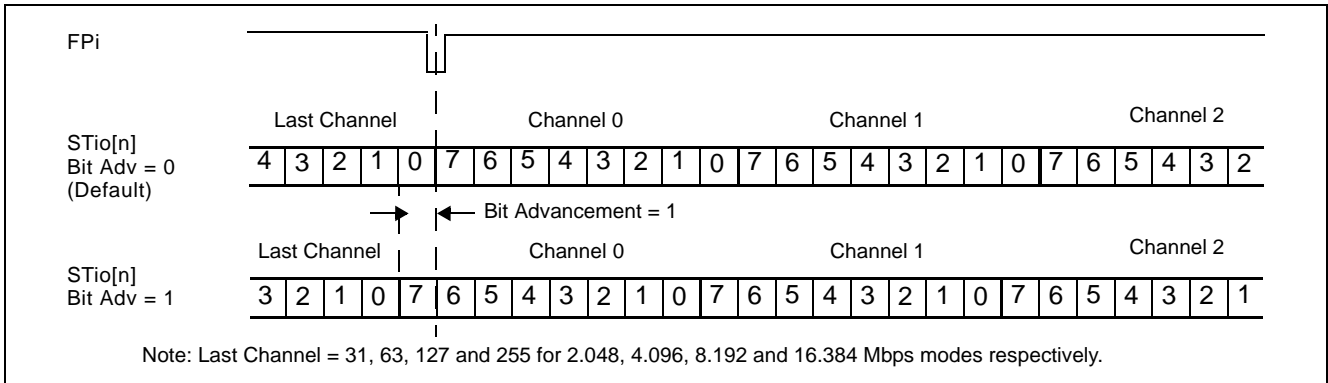 FPi
Last Channel Channel 0 Channel 1 Channel 2
STio[n]
Bit Adv = 0
(Default)
4 3 2 1 0 7 6 5 4 3 2 1 0 7 6 5 4 3 2 1 0 7 6 5 4 3 2
Bit Advancement = 1
Last Channel Channel 0 Channel 1 Channel 2
STio[n]
Bit Adv = 1
3 2 1 0 7 6 5 4 3 2 1 0 7 6 5 4 3 2 1 0 7 6 5 4 3 2 1
Note: Last Channel = 31, 63, 127 and 255 for 2.048, 4.096, 8.192 and 16.384 Mbps modes respectively.